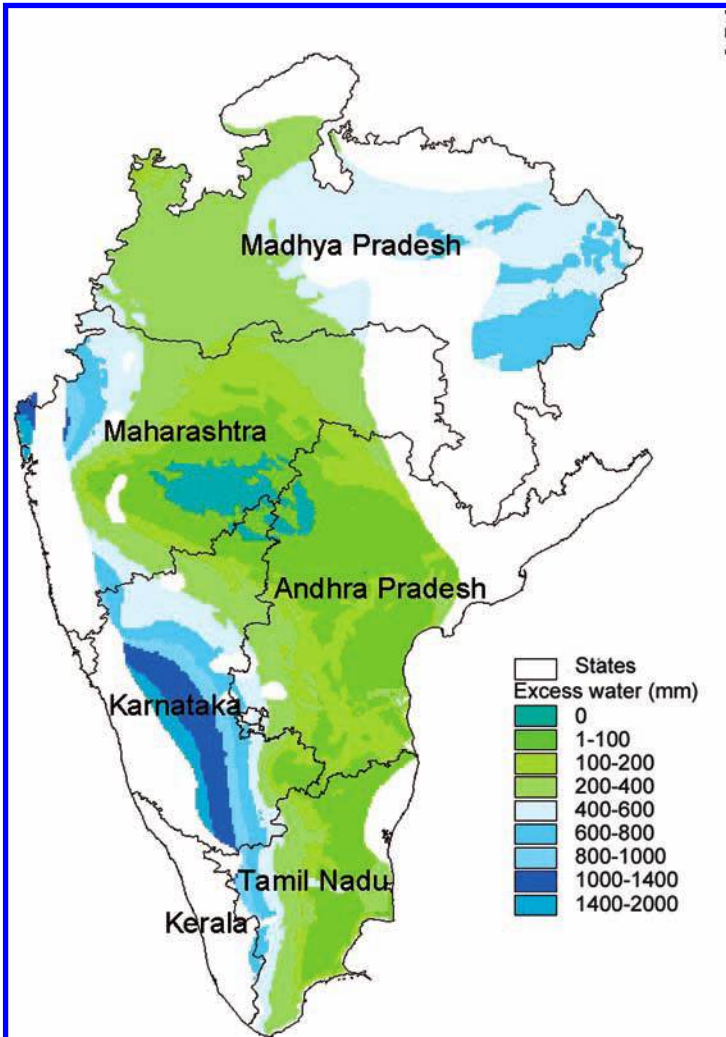 Madhya Pradesh
Maharashtra
Andhra Pradesh
Karnataka
Tamil Nadu
Kerala
States
Excess water (mm)
0
1-100
100-200
200-400
400-600
600-800
800-1000
1000-1400
1400-2000